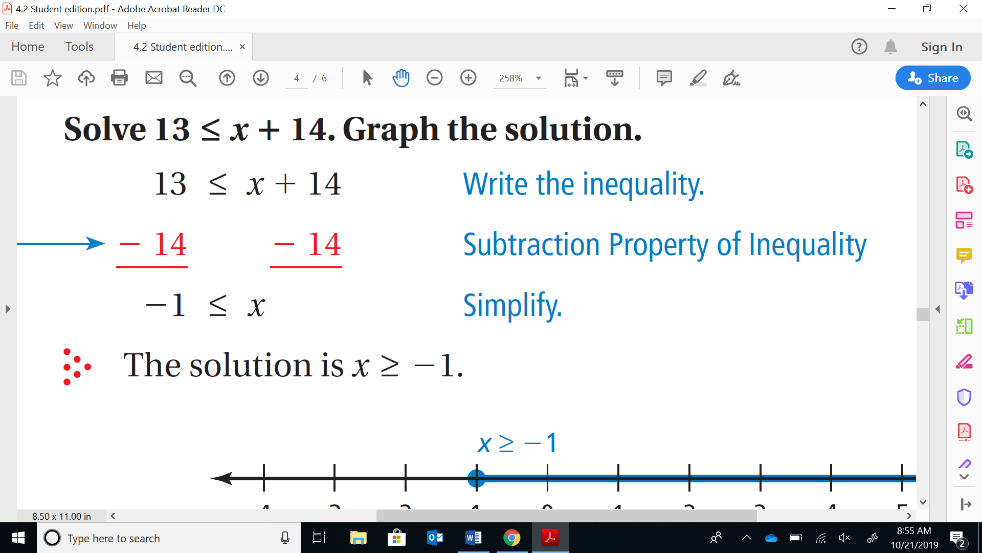 4.2 Student edition.pdf - Adobe Acrobat Reader DC
File Edit View Window Help
Home Tools 4.2 Student edition.... × Sign In
4 / 6 258% Share
Solve 13 ≤ x + 14. Graph the solution.
13 ≤ x + 14 Write the inequality.
− 14 − 14 Subtraction Property of Inequality
−1 ≤ x Simplify.
The solution is x ≥ −1.
x ≥ −1
8.50 x 11.00 in
Type here to search
8:55 AM
10/21/2019
2